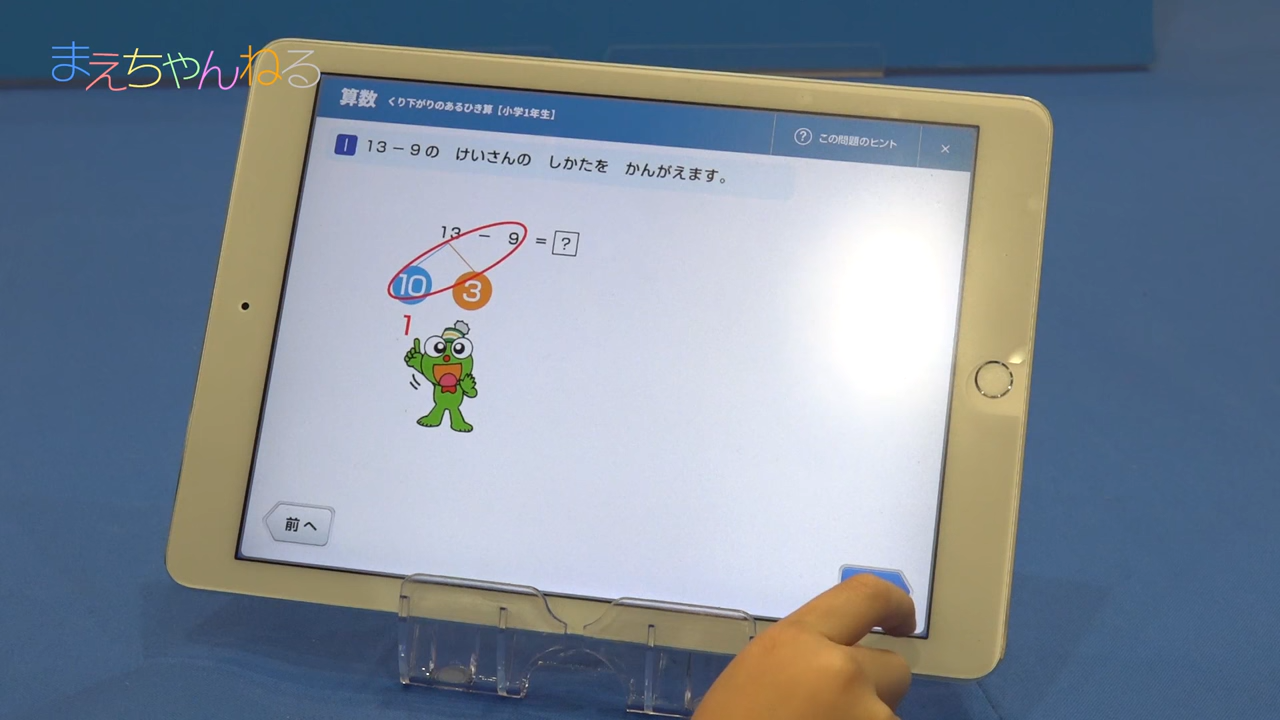 まえちゃんねる
算数 くり下がりのあるひき算【小学1年生】
? この問題のヒント ×
1 13－9の けいさんの しかたを かんがえます。
13 － 9 = ?
10 3
1
前へ